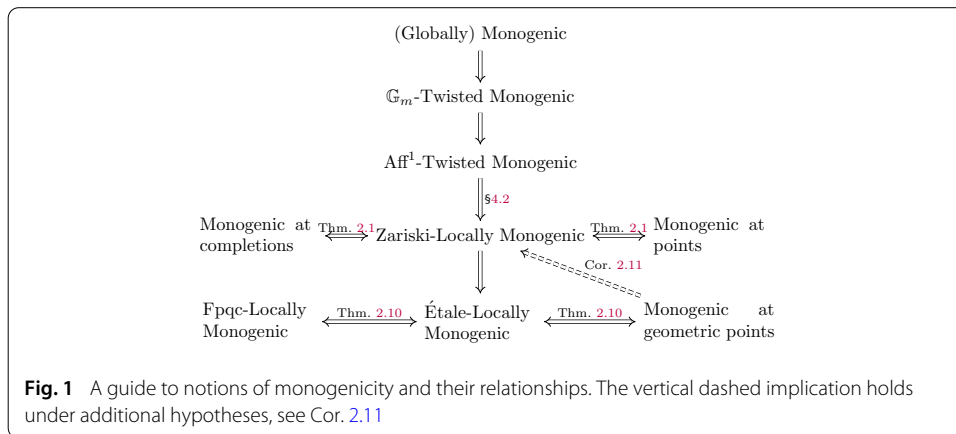 (Globally) Monogenic
𝔾ₘ-Twisted Monogenic
Aff¹-Twisted Monogenic
§4.2
Monogenic at
completions
Thm. 2.1
Zariski-Locally Monogenic
Thm. 2.1
Monogenic at
points
Cor. 2.11
Fpqc-Locally
Monogenic
Thm. 2.10
Étale-Locally
Monogenic
Thm. 2.10
Monogenic at
geometric points
Fig. 1 A guide to notions of monogenicity and their relationships. The vertical dashed implication holds
under additional hypotheses, see Cor. 2.11